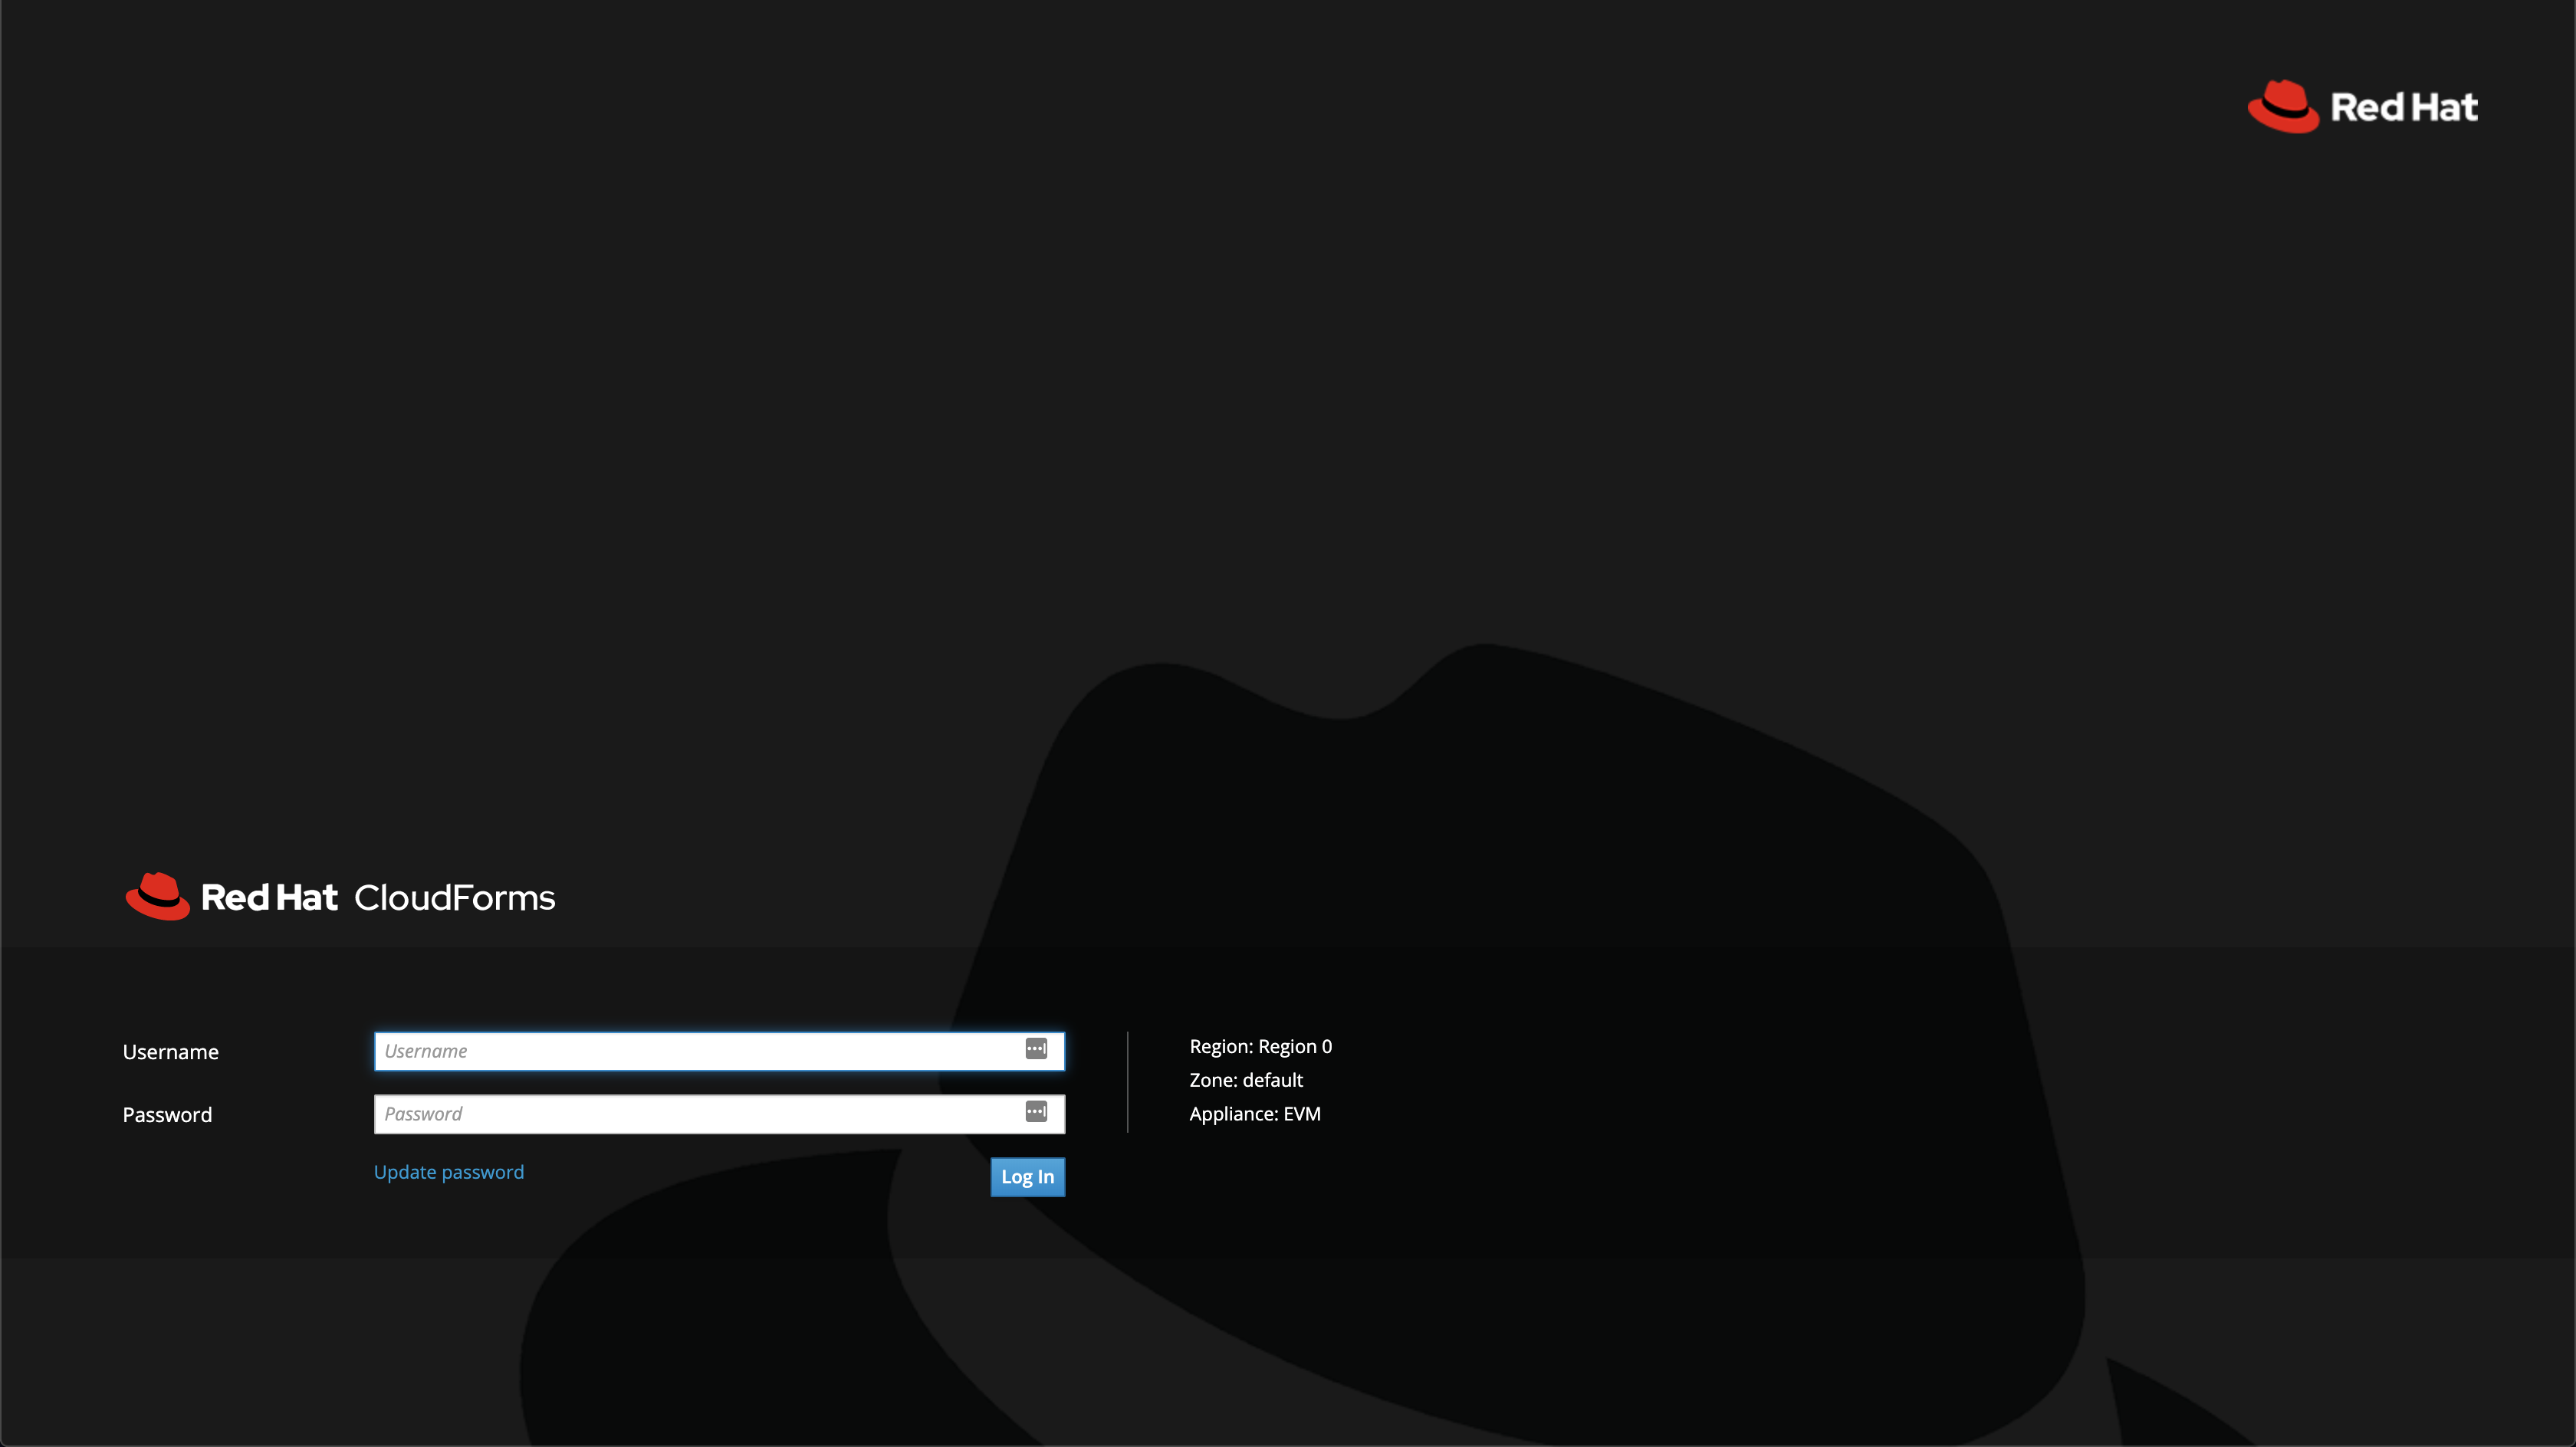 Red Hat
Red Hat CloudForms
Username
Username
Password
Password
Update password
Log In
Region: Region 0
Zone: default
Appliance: EVM